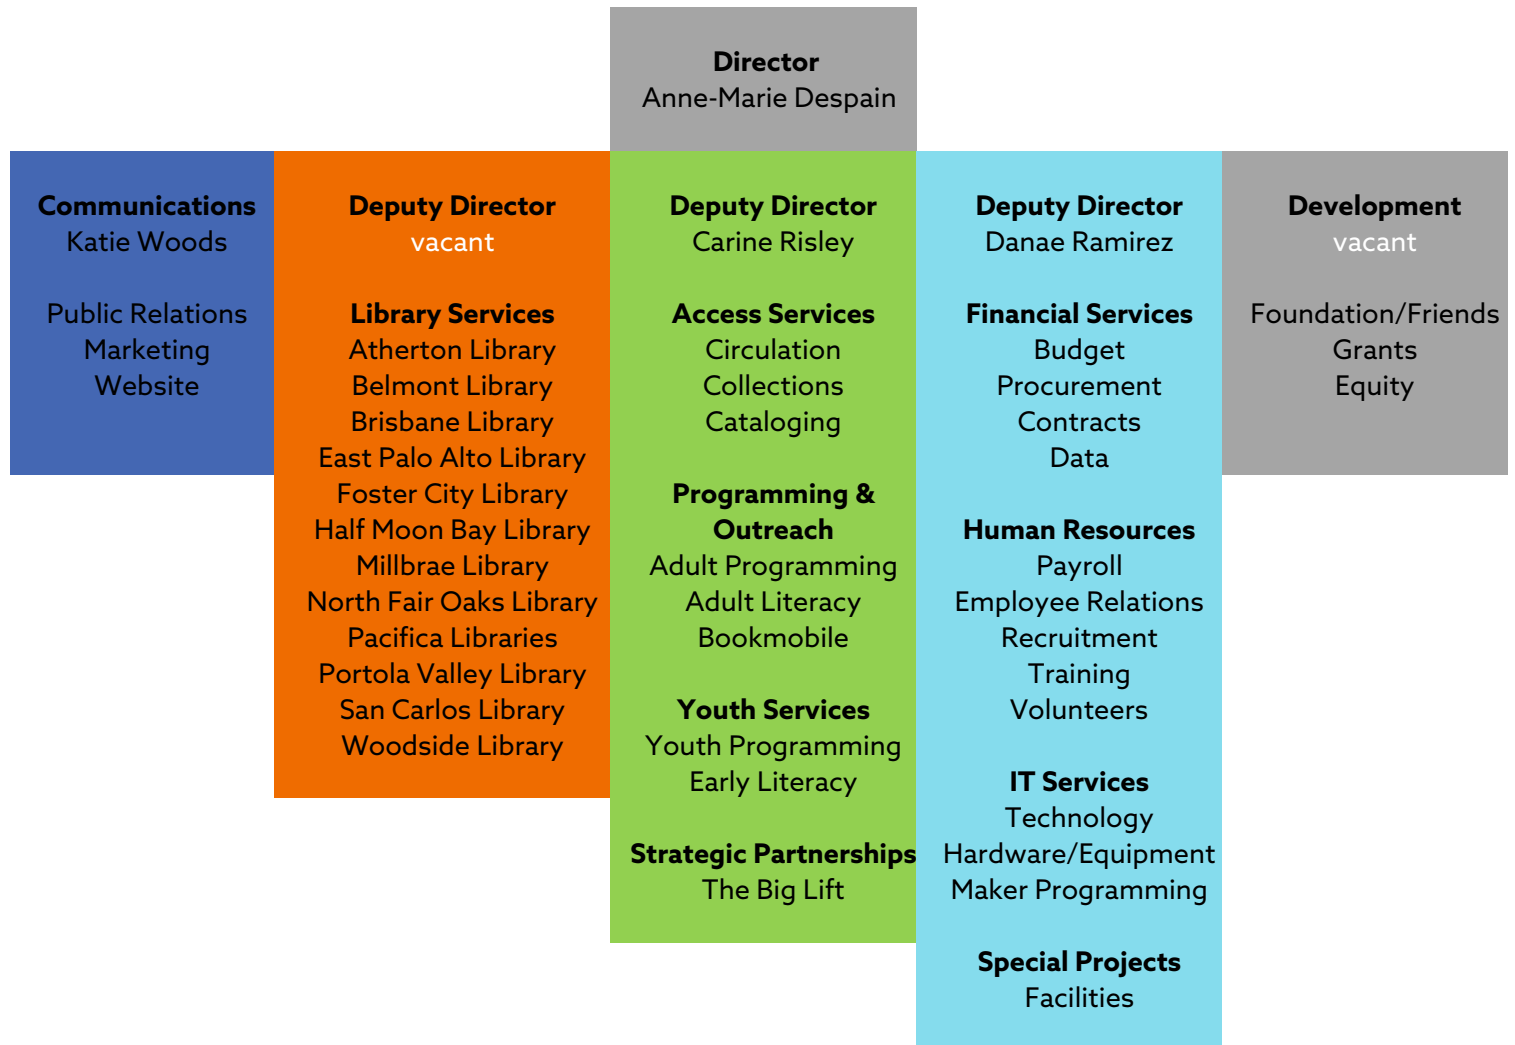 Director
Anne-Marie Despain
Communications
Katie Woods
Public Relations
Marketing
Website
Deputy Director
vacant
Library Services
Atherton Library
Belmont Library
Brisbane Library
East Palo Alto Library
Foster City Library
Half Moon Bay Library
Millbrae Library
North Fair Oaks Library
Pacifica Libraries
Portola Valley Library
San Carlos Library
Woodside Library
Deputy Director
Carine Risley
Access Services
Circulation
Collections
Cataloging
Programming &
Outreach
Adult Programming
Adult Literacy
Bookmobile
Youth Services
Youth Programming
Early Literacy
Strategic Partnerships
The Big Lift
Deputy Director
Danae Ramirez
Financial Services
Budget
Procurement
Contracts
Data
Human Resources
Payroll
Employee Relations
Recruitment
Training
Volunteers
IT Services
Technology
Hardware/Equipment
Maker Programming
Special Projects
Facilities
Development
vacant
Foundation/Friends
Grants
Equity